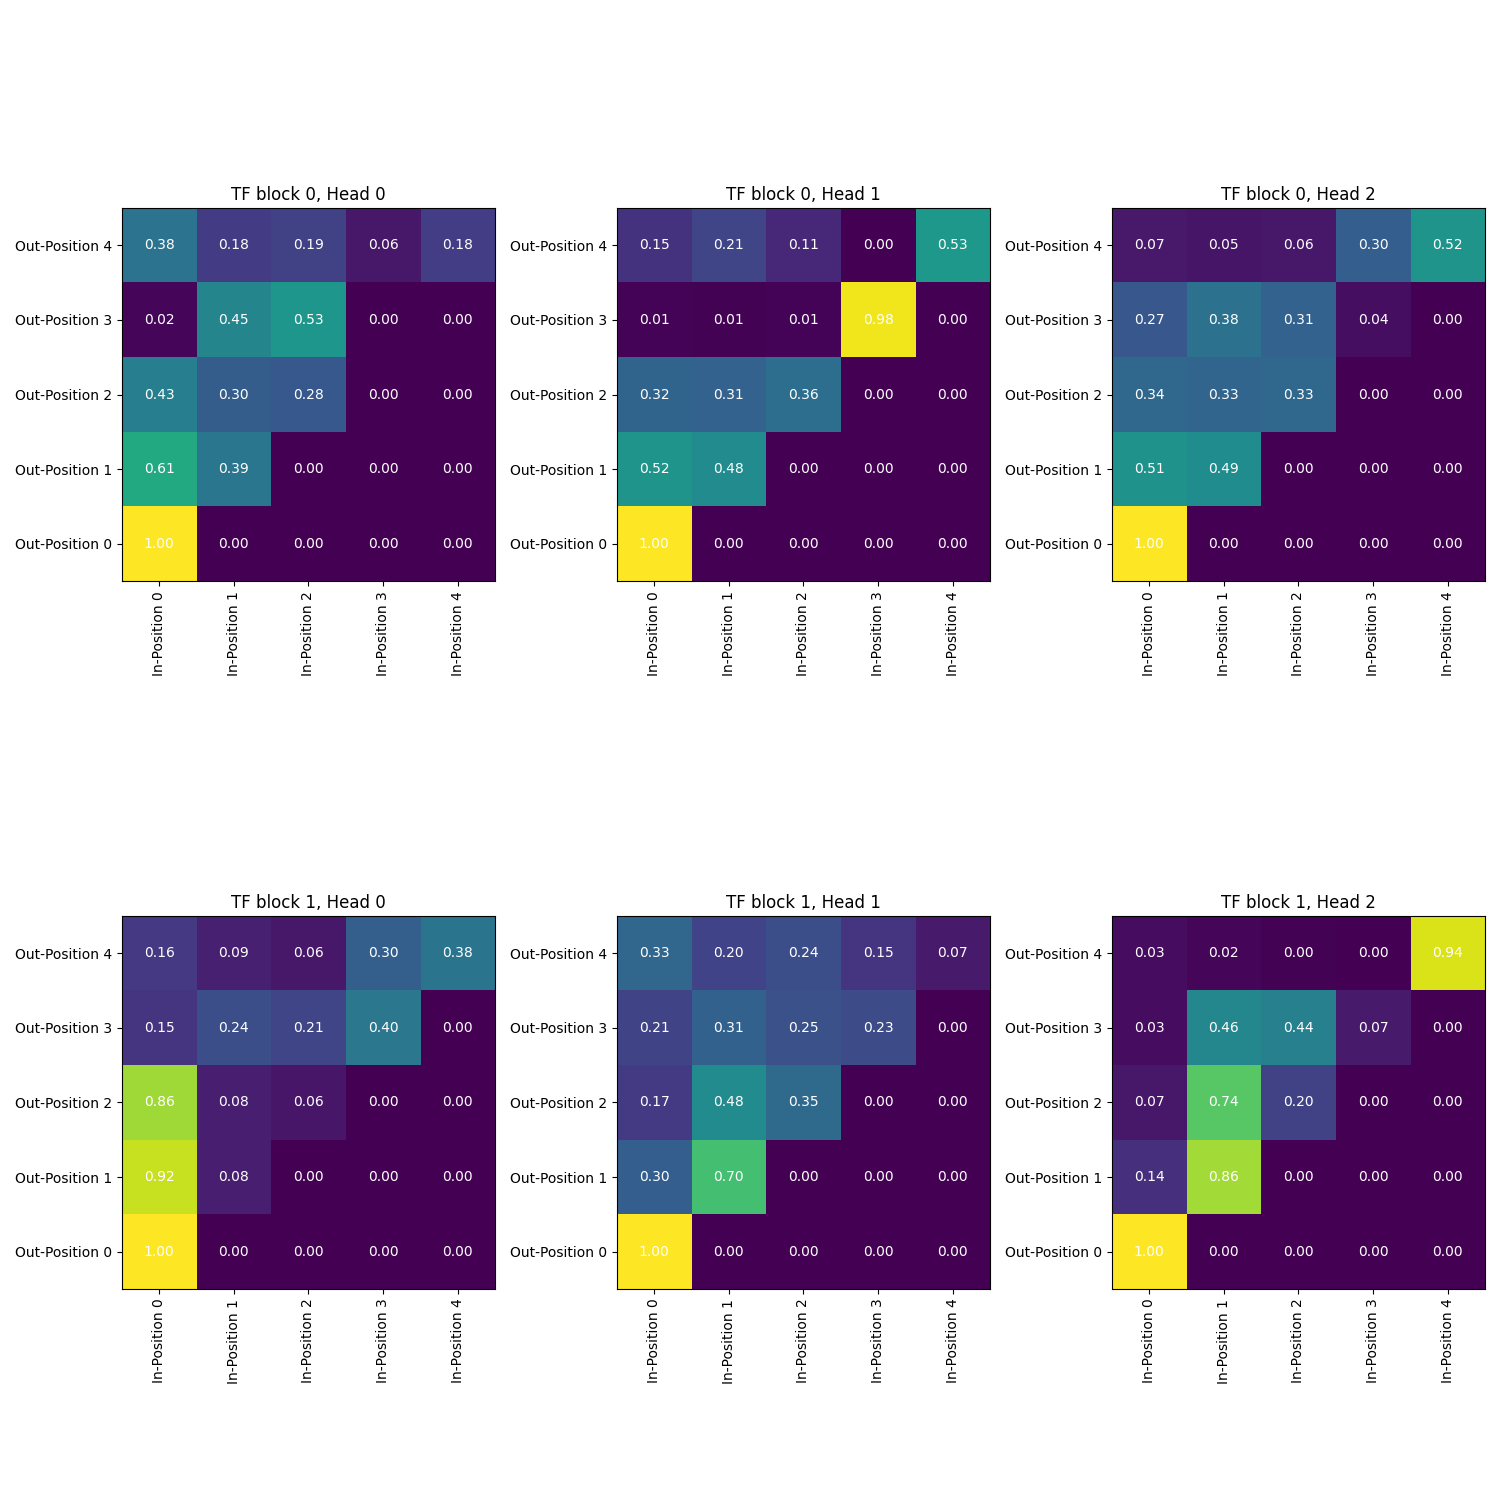 TF block 0, Head 0
Out-Position 4 0.38 0.18 0.19 0.06 0.18
Out-Position 3 0.02 0.45 0.53 0.00 0.00
Out-Position 2 0.43 0.30 0.28 0.00 0.00
Out-Position 1 0.61 0.39 0.00 0.00 0.00
Out-Position 0 1.00 0.00 0.00 0.00 0.00
In-Position 0 In-Position 1 In-Position 2 In-Position 3 In-Position 4
TF block 0, Head 1
Out-Position 4 0.15 0.21 0.11 0.00 0.53
Out-Position 3 0.01 0.01 0.01 0.98 0.00
Out-Position 2 0.32 0.31 0.36 0.00 0.00
Out-Position 1 0.52 0.48 0.00 0.00 0.00
Out-Position 0 1.00 0.00 0.00 0.00 0.00
In-Position 0 In-Position 1 In-Position 2 In-Position 3 In-Position 4
TF block 0, Head 2
Out-Position 4 0.07 0.05 0.06 0.30 0.52
Out-Position 3 0.27 0.38 0.31 0.04 0.00
Out-Position 2 0.34 0.33 0.33 0.00 0.00
Out-Position 1 0.51 0.49 0.00 0.00 0.00
Out-Position 0 1.00 0.00 0.00 0.00 0.00
In-Position 0 In-Position 1 In-Position 2 In-Position 3 In-Position 4
TF block 1, Head 0
Out-Position 4 0.16 0.09 0.06 0.30 0.38
Out-Position 3 0.15 0.24 0.21 0.40 0.00
Out-Position 2 0.86 0.08 0.06 0.00 0.00
Out-Position 1 0.92 0.08 0.00 0.00 0.00
Out-Position 0 1.00 0.00 0.00 0.00 0.00
In-Position 0 In-Position 1 In-Position 2 In-Position 3 In-Position 4
TF block 1, Head 1
Out-Position 4 0.33 0.20 0.24 0.15 0.07
Out-Position 3 0.21 0.31 0.25 0.23 0.00
Out-Position 2 0.17 0.48 0.35 0.00 0.00
Out-Position 1 0.30 0.70 0.00 0.00 0.00
Out-Position 0 1.00 0.00 0.00 0.00 0.00
In-Position 0 In-Position 1 In-Position 2 In-Position 3 In-Position 4
TF block 1, Head 2
Out-Position 4 0.03 0.02 0.00 0.00 0.94
Out-Position 3 0.03 0.46 0.44 0.07 0.00
Out-Position 2 0.07 0.74 0.20 0.00 0.00
Out-Position 1 0.14 0.86 0.00 0.00 0.00
Out-Position 0 1.00 0.00 0.00 0.00 0.00
In-Position 0 In-Position 1 In-Position 2 In-Position 3 In-Position 4